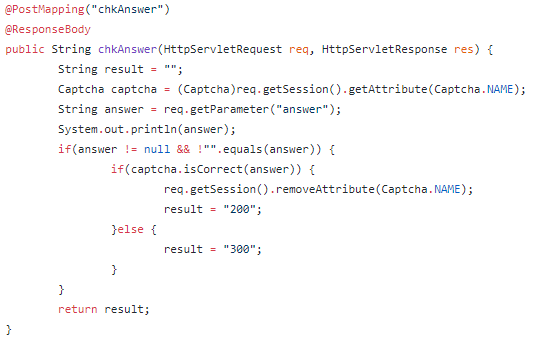 @PostMapping("chkAnswer")
@ResponseBody
public String chkAnswer(HttpServletRequest req, HttpServletResponse res) {
        String result = "";
        Captcha captcha = (Captcha)req.getSession().getAttribute(Captcha.NAME);
        String answer = req.getParameter("answer");
        System.out.println(answer);
        if(answer != null && !"".equals(answer)) {
                if(captcha.isCorrect(answer)) {
                        req.getSession().removeAttribute(Captcha.NAME);
                        result = "200";
                }else {
                        result = "300";
                }
        }
        return result;
}